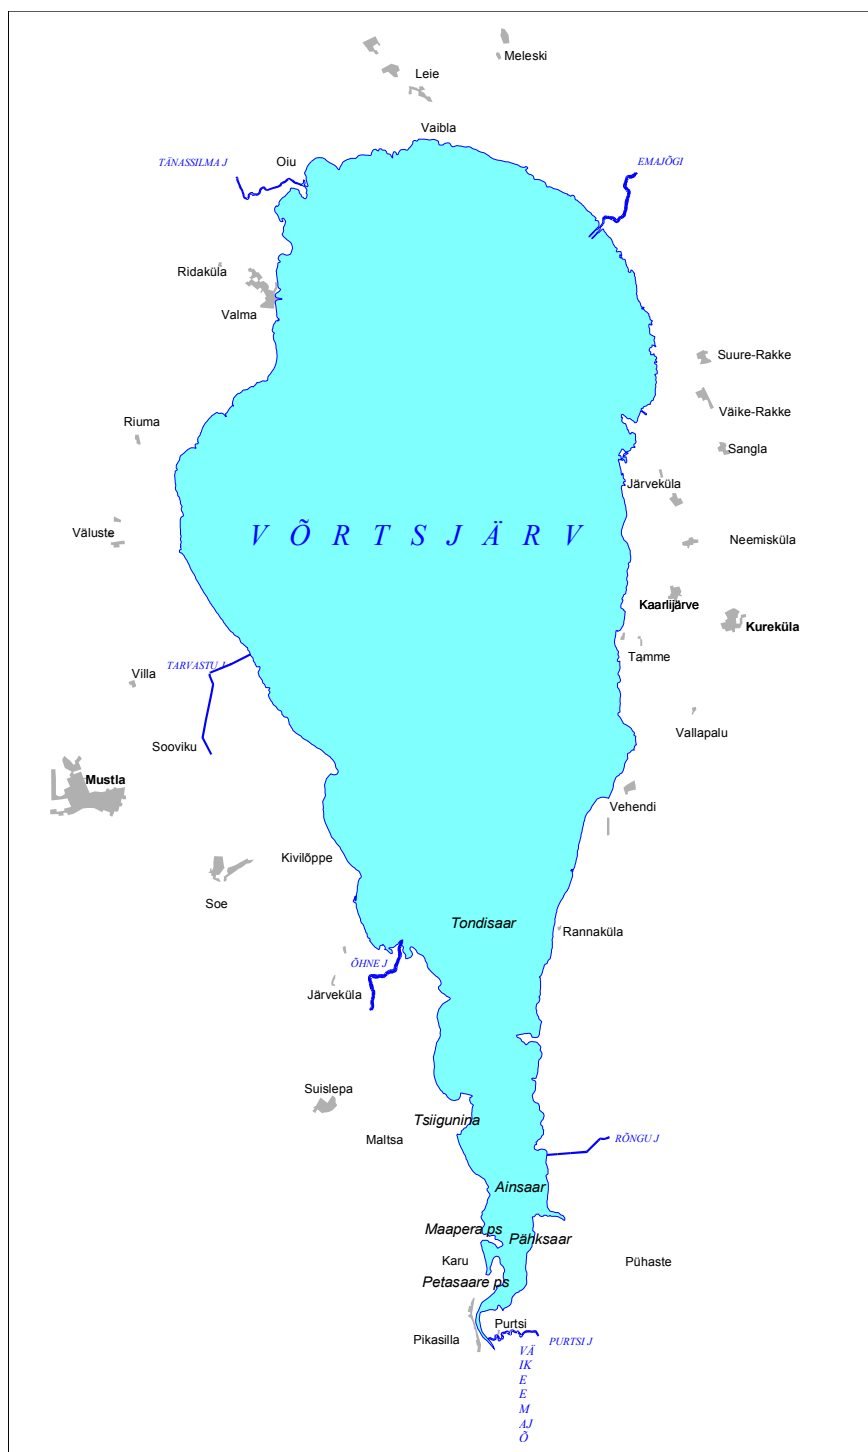 Meleski
Leie
Vaibla
TÄNASSILMA J
Oiu
EMAJÕGI
Ridaküla
Valma
Suure-Rakke
Väike-Rakke
Riuma
Sangla
Järveküla
Väluste
VÕRTSJÄRV
Neemisküla
Kaarlijärve
Kureküla
Tamme
TARVASTU J
Villa
Vallapalu
Sooviku
Mustla
Vehendi
Kivilõppe
Soe
Tondisaar
Rannaküla
ÕHNE J
Järveküla
Suislepa
Tsiigunina
Maltsa
RÕNGU J
Ainsaar
Maapera ps
Pähksaar
Karu
Pühaste
Petasaare ps
Purtsi
Pikasilla
PURTSI J
VÄ
IK
E
E
M
AJ
Õ